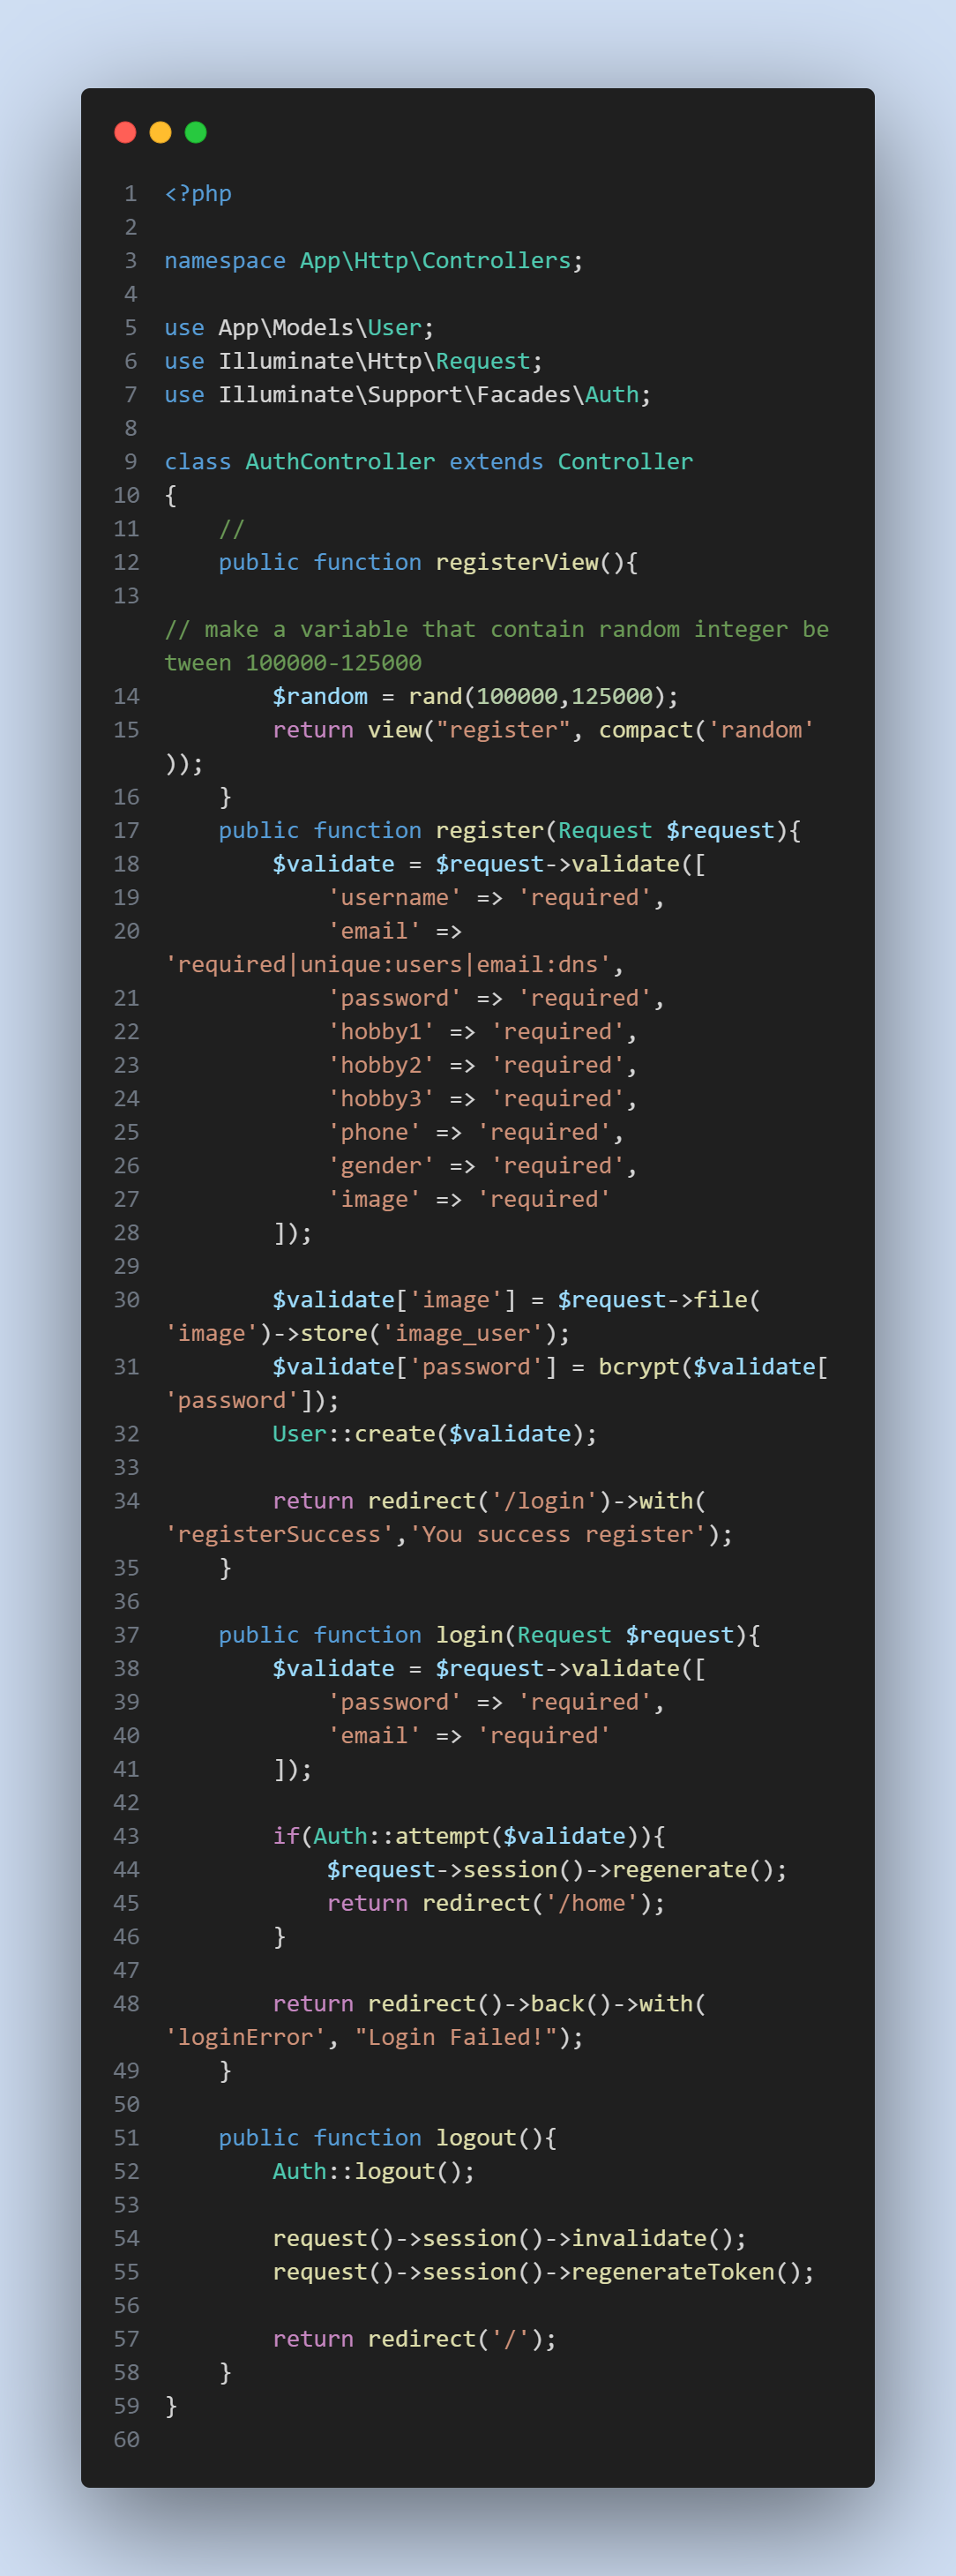 1 <?php
2
3 namespace App\Http\Controllers;
4
5 use App\Models\User;
6 use Illuminate\Http\Request;
7 use Illuminate\Support\Facades\Auth;
8
9 class AuthController extends Controller
10 {
11     //
12     public function registerView(){
13
// make a variable that contain random integer be
tween 100000-125000
14         $random = rand(100000,125000);
15         return view("register", compact('random'
));
16     }
17     public function register(Request $request){
18         $validate = $request->validate([
19             'username' => 'required',
20             'email' =>
'required|unique:users|email:dns',
21             'password' => 'required',
22             'hobby1' => 'required',
23             'hobby2' => 'required',
24             'hobby3' => 'required',
25             'phone' => 'required',
26             'gender' => 'required',
27             'image' => 'required'
28         ]);
29
30         $validate['image'] = $request->file(
'image')->store('image_user');
31         $validate['password'] = bcrypt($validate[
'password']);
32         User::create($validate);
33
34         return redirect('/login')->with(
'registerSuccess','You success register');
35     }
36
37     public function login(Request $request){
38         $validate = $request->validate([
39             'password' => 'required',
40             'email' => 'required'
41         ]);
42
43         if(Auth::attempt($validate)){
44             $request->session()->regenerate();
45             return redirect('/home');
46         }
47
48         return redirect()->back()->with(
'loginError', "Login Failed!");
49     }
50
51     public function logout(){
52         Auth::logout();
53
54         request()->session()->invalidate();
55         request()->session()->regenerateToken();
56
57         return redirect('/');
58     }
59 }
60